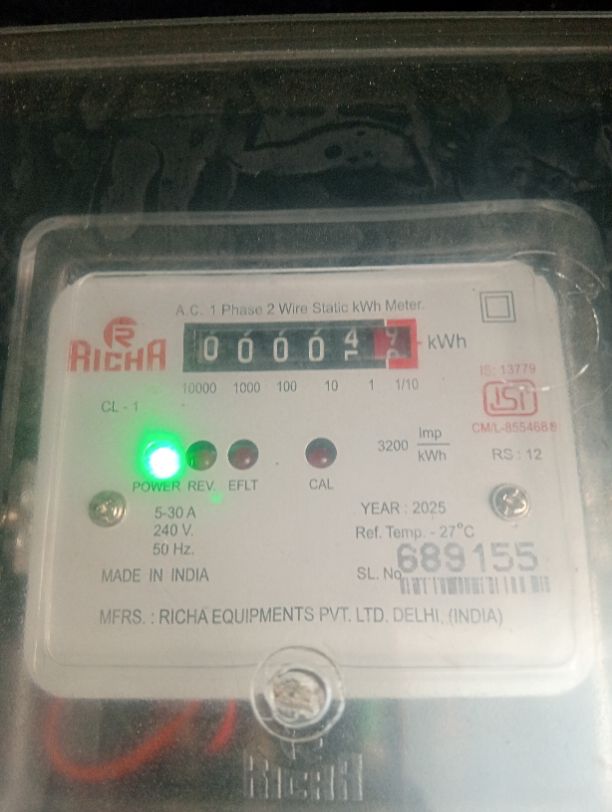 A.C. 1 Phase 2 Wire Static kWh Meter.
RICHA
0 0 0 0 4
kWh
10000 1000 100 10 1 1/10
IS: 13779
ISI
CM/L-8554688
CL - 1
3200 Imp
kWh
RS : 12
POWER REV. EFLT CAL
5-30 A
240 V.
50 Hz.
YEAR : 2025
Ref. Temp. - 27°C
MADE IN INDIA
SL. No. 689155
MFRS. : RICHA EQUIPMENTS PVT. LTD. DELHI, (INDIA)
RICHA